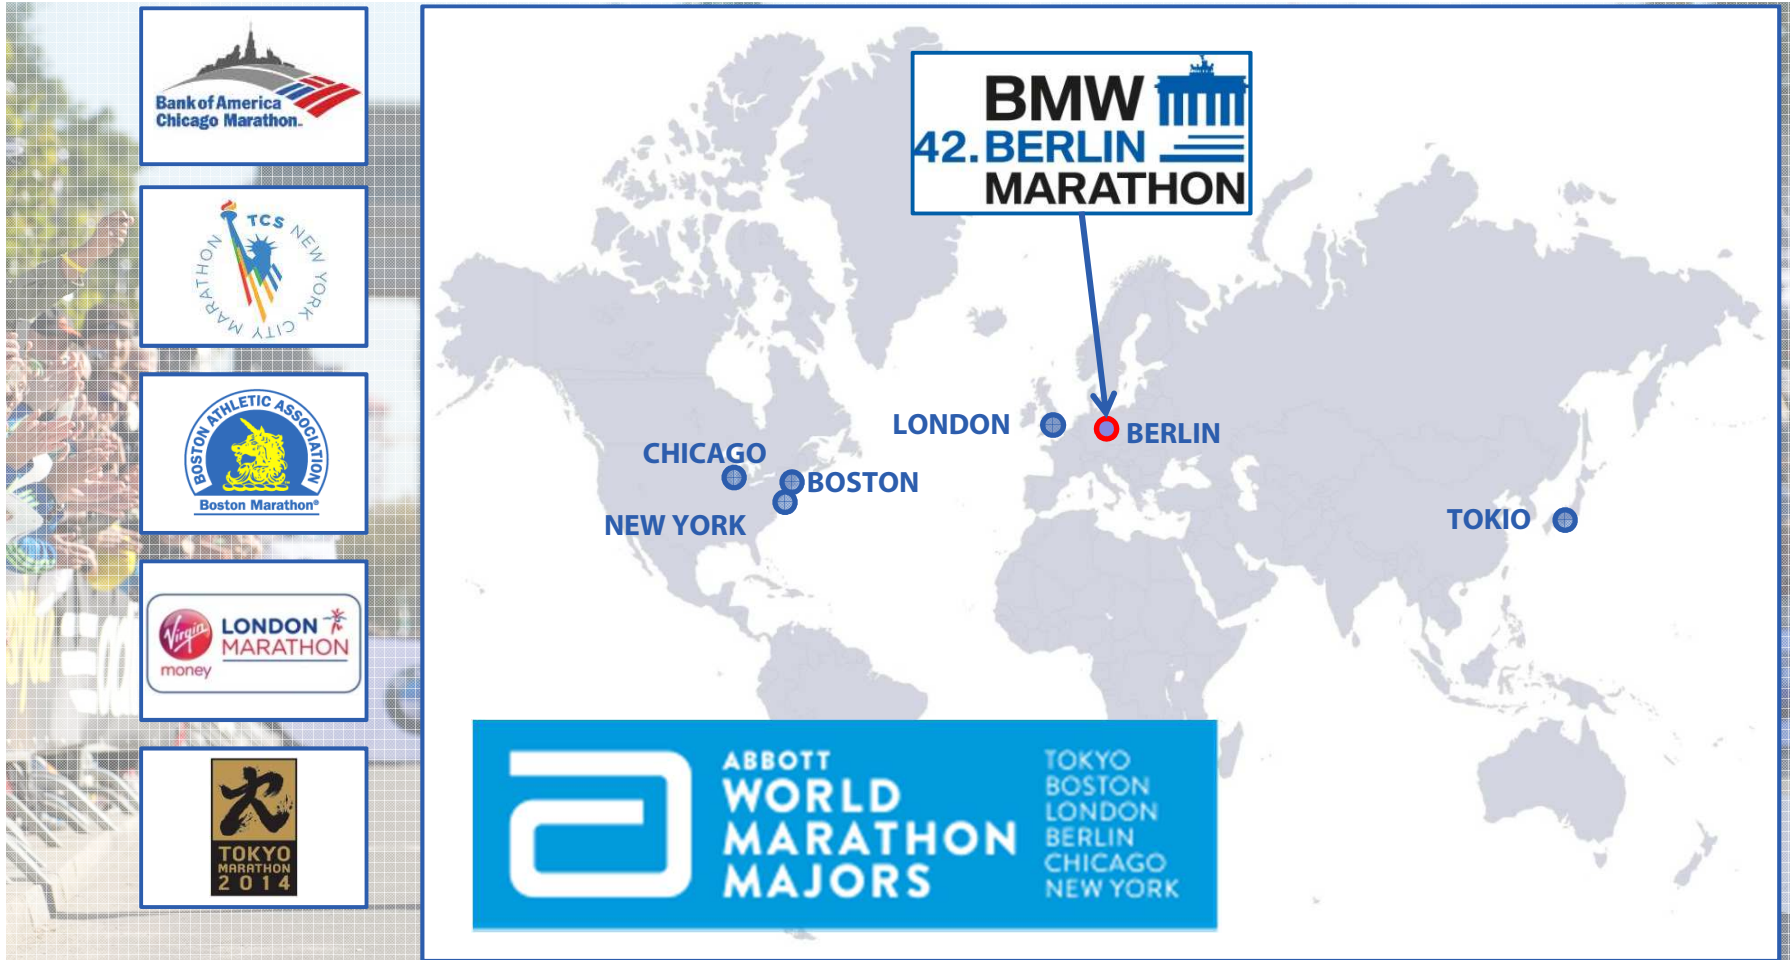 Bank of America
Chicago Marathon
TCS NEW YORK CITY MARATHON
BOSTON ATHLETIC ASSOCIATION
Boston Marathon®
Virgin
money
LONDON
MARATHON
TOKYO
MARATHON
2014
BMW
42. BERLIN
MARATHON
LONDON
BERLIN
CHICAGO
BOSTON
NEW YORK
TOKIO
ABBOTT
WORLD
MARATHON
MAJORS
TOKYO
BOSTON
LONDON
BERLIN
CHICAGO
NEW YORK